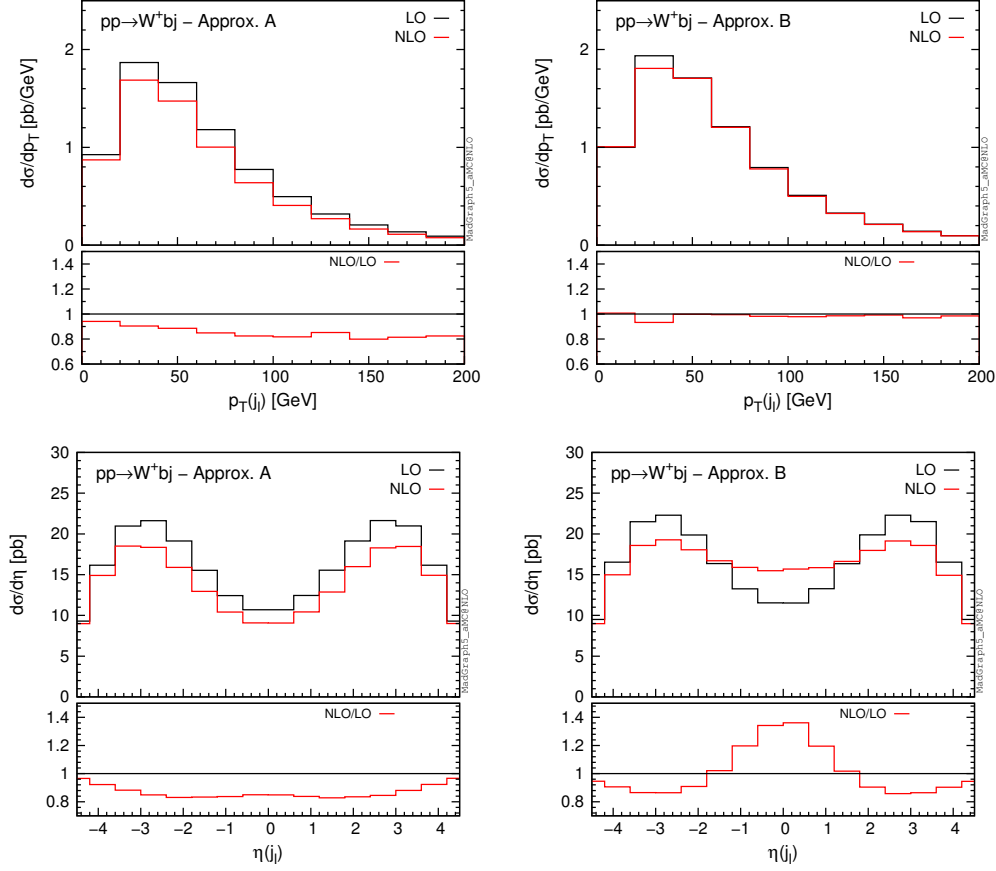 pp→W⁺bj − Approx. A
LO
NLO
dσ/dp_T [pb/GeV]
2
1
0
MadGraph5_aMC@NLO
NLO/LO
1.4
1.2
1
0.8
0.6
0 50 100 150 200
p_T(j_l) [GeV]
pp→W⁺bj − Approx. B
LO
NLO
dσ/dp_T [pb/GeV]
2
1
0
MadGraph5_aMC@NLO
NLO/LO
1.4
1.2
1
0.8
0.6
0 50 100 150 200
p_T(j_l) [GeV]
pp→W⁺bj − Approx. A
LO
NLO
dσ/dη [pb]
30
25
20
15
10
5
0
MadGraph5_aMC@NLO
NLO/LO
1.4
1.2
1
0.8
−4 −3 −2 −1 0 1 2 3 4
η(j_l)
pp→W⁺bj − Approx. B
LO
NLO
dσ/dη [pb]
30
25
20
15
10
5
0
MadGraph5_aMC@NLO
NLO/LO
1.4
1.2
1
0.8
−4 −3 −2 −1 0 1 2 3 4
η(j_l)